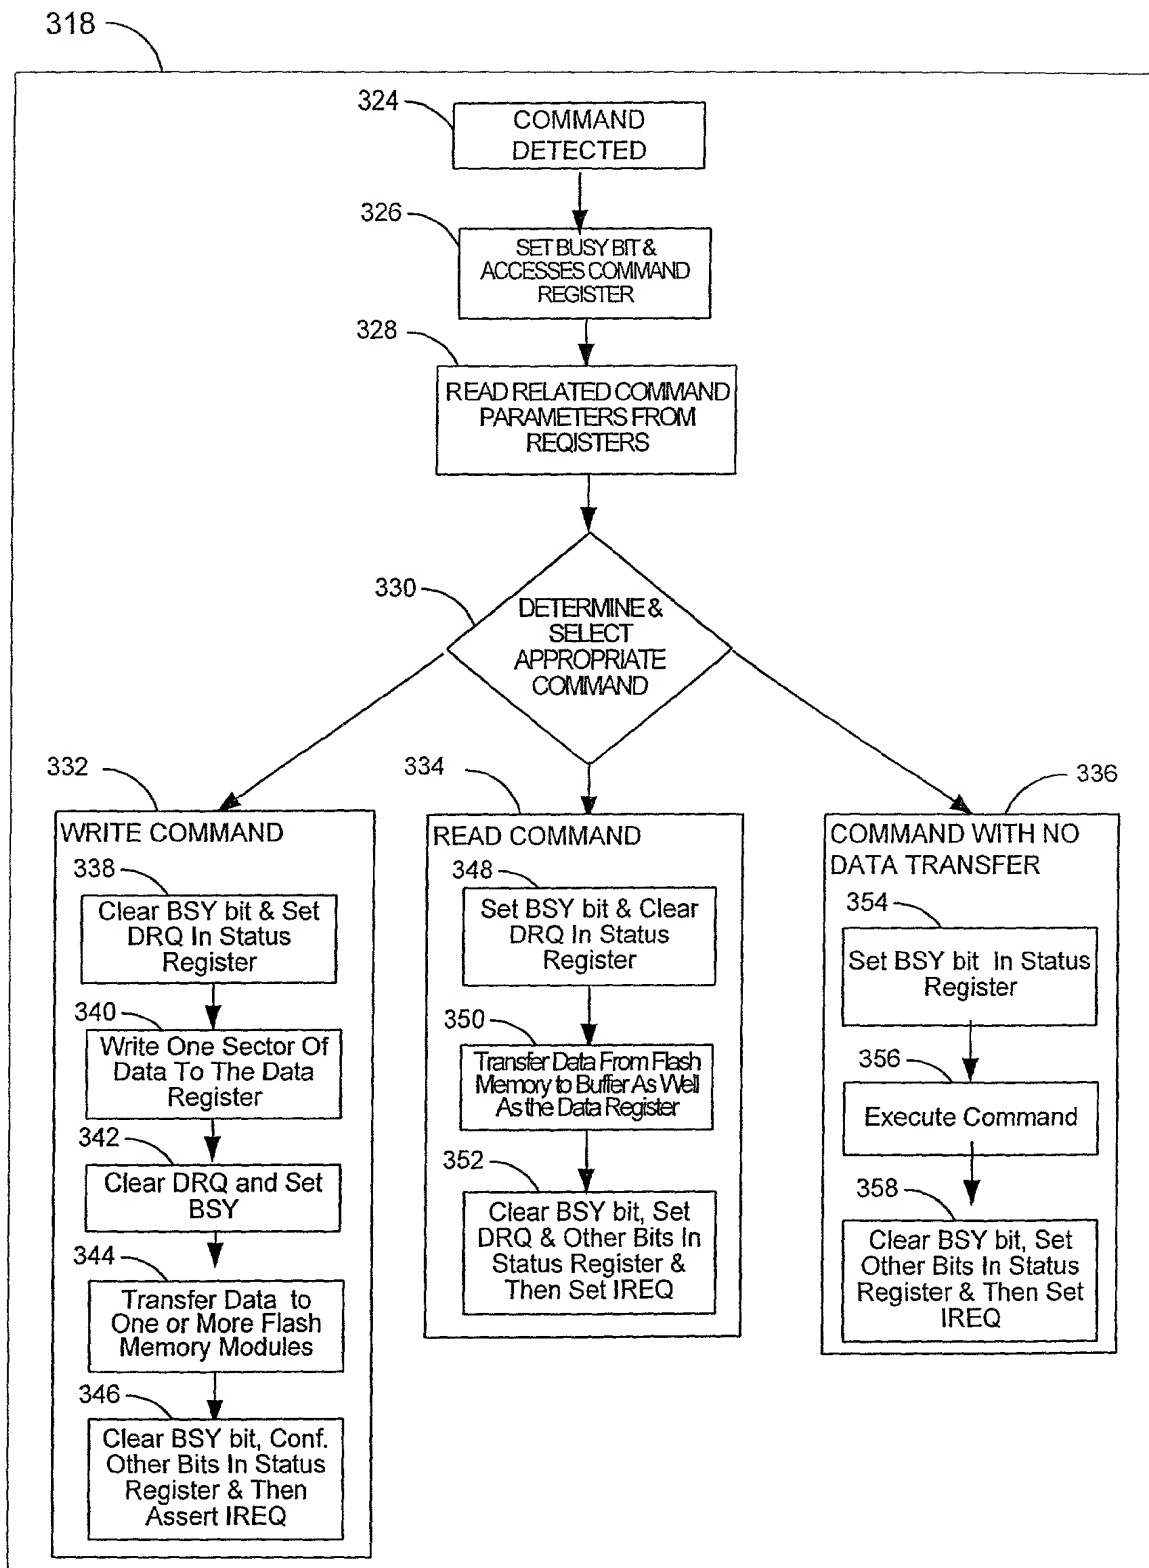 318
324
COMMAND
DETECTED
326
SET BUSY BIT &
ACCESSES COMMAND
REGISTER
328
READ RELATED COMMAND
PARAMETERS FROM
REQISTERS
330
DETERMINE &
SELECT
APPROPRIATE
COMMAND
332
WRITE COMMAND
338
Clear BSY bit & Set
DRQ In Status
Register
340
Write One Sector Of
Data To The Data
Register
342
Clear DRQ and Set
BSY
344
Transfer Data to
One or More Flash
Memory Modules
346
Clear BSY bit, Conf.
Other Bits In Status
Register & Then
Assert IREQ
334
READ COMMAND
348
Set BSY bit & Clear
DRQ In Status
Register
350
Transfer Data From Flash
Memory to Buffer As Well
As the Data Register
352
Clear BSY bit, Set
DRQ & Other Bits In
Status Register &
Then Set IREQ
336
COMMAND WITH NO
DATA TRANSFER
354
Set BSY bit In Status
Register
356
Execute Command
358
Clear BSY bit, Set
Other Bits In Status
Register & Then Set
IREQ